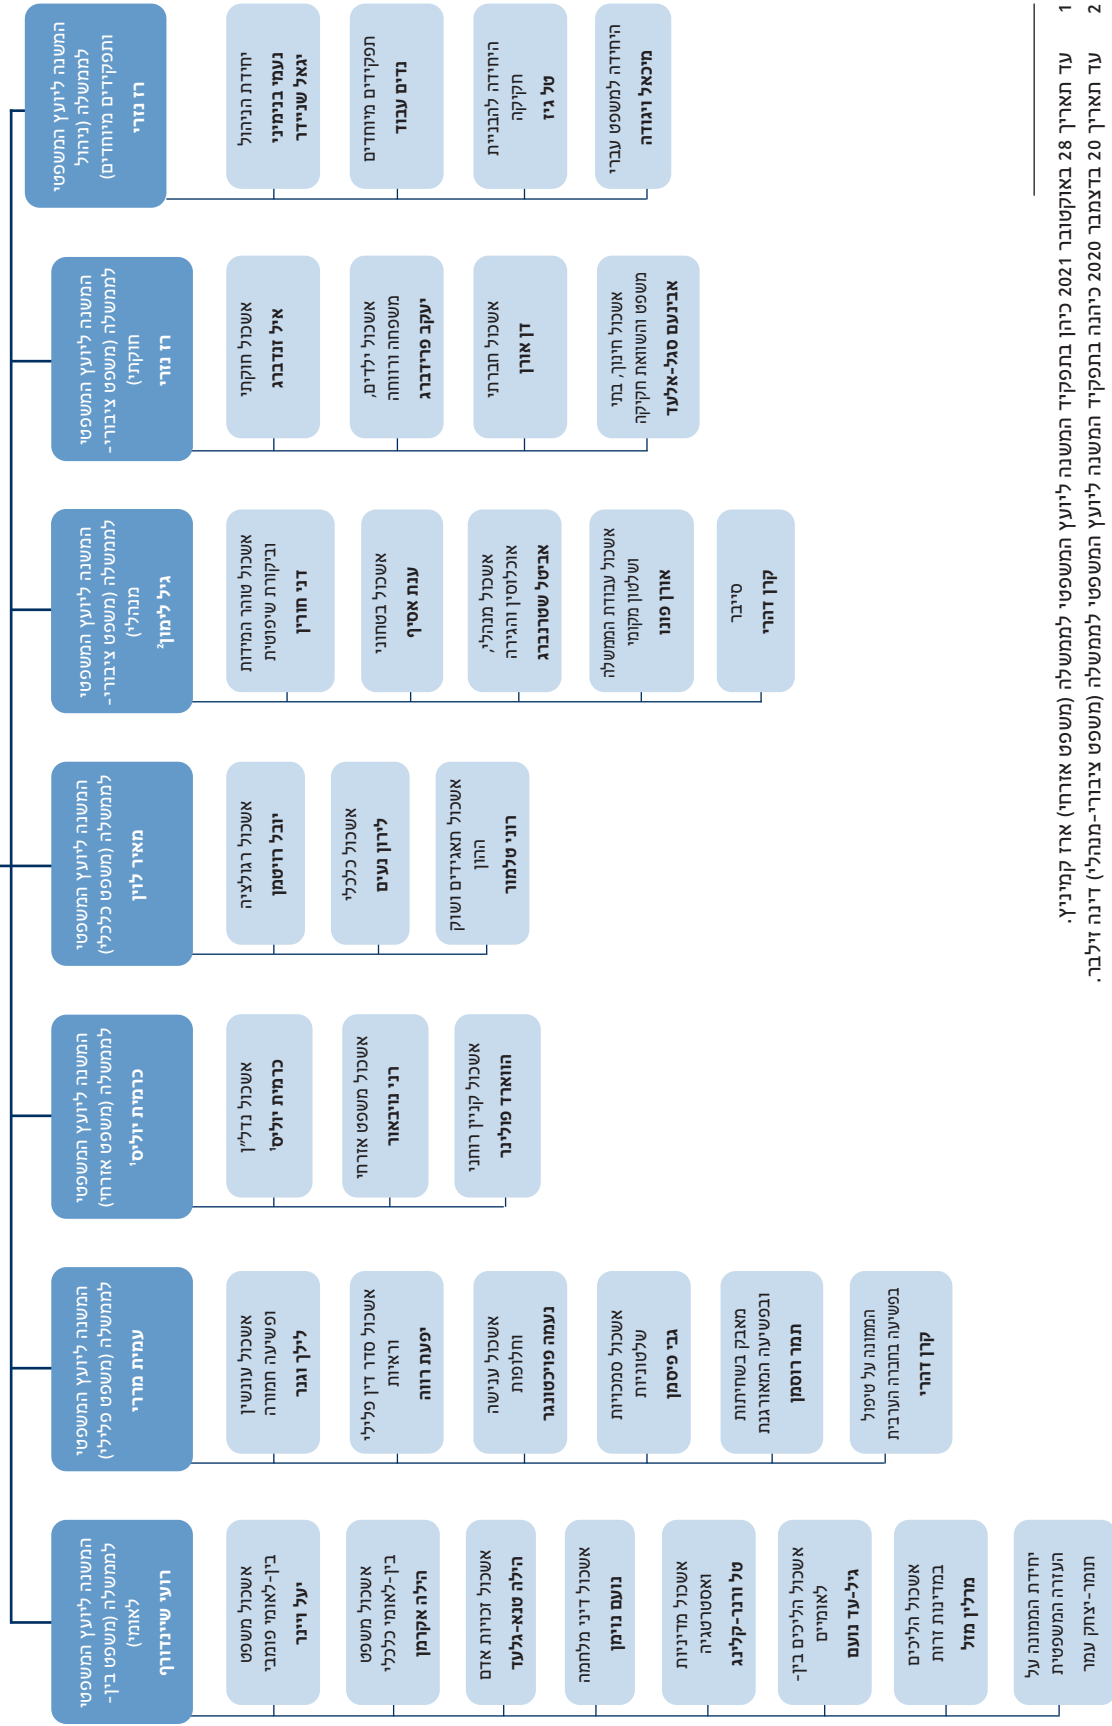 המשנה ליועץ המשפטי
למממשלה (ניהול
ותפקידים מיוחדים)
רז נזרי
יחידת הניהול
נעמי בנימיני
יגאל שניידר
תפקידים מיוחדים
נדים עבוד
היחידה להבניית
חקיקה
טל גיז
היחידה למשפט עברי
מיכאל ויגודה
המשנה ליועץ המשפטי
לממשלה (משפט ציבורי-
חוקתי)
רז נזרי
אשכול חוקתי
איל זנדברג
אשכול ילדים,
משפחה ורווחה
יעקב פרידברג
אשכול חברתי
דן אורן
אשכול חינוך, בתי
משפט והשוואת חקיקה
אבינעם סגל-אלעד
המשנה ליועץ המשפטי
לממשלה (משפט ציבורי-
מנהלי)
גיל לימון²
אשכול טוהר המידות
וביקורת שיפוטית
דני חורין
אשכול בטחוני
ענת אסיף
אשכול מנהלי,
אוכלוסין והגירה
אביטל שטרנברג
אשכול עבודת הממשלה
ושלטון מקומי
אורן פונו
סייבר
קרן דהרי
המשנה ליועץ המשפטי
לממשלה (משפט כלכלי)
מאיר לוין
אשכול רגולציה
יובל רויטמן
אשכול כלכלי
לירון נעים
אשכול תאגידים ושוק
ההון
רוני טלמור
המשנה ליועץ המשפטי
לממשלה (משפט אזרחי)
כרמית יוליס¹
אשכול נדל״ן
כרמית יוליס¹
אשכול משפט אזרחי
רני נויבאור
אשכול קניין רוחני
הווארד פולינר
המשנה ליועץ המשפטי
לממשלה (משפט פלילי)
עמית מררי
אשכול עונשין
ופשיעה חמורה
לילך וגנר
אשכול סדר דין פלילי
וראיות
יפעת רווה
אשכול ענישה
וחלופות
נעמה פויכטונגר
אשכול סמכויות
שלטוניות
גבי פיסמן
מאבק בשחיתות
ובפשיעה המאורגנת
תמר רוסמן
הממונה על טיפול
בפשיעה בחברה הערבית
קרן דהרי
המשנה ליועץ המשפטי
לממשלה (משפט בין-
לאומי)
רועי שיינדורף
אשכול משפט
בין-לאומי פומבי
יעל ויינר
אשכול משפט
בין-לאומי כללי
הילה אקרמן
אשכול זכויות אדם
הילה טנא-גלעד
אשכול דיני מלחמה
נועם נוימן
אשכול מדיניות
ואסטרטגיה
טל ורנר-קלינג
אשכול הליכים בין-
לאומיים
גיל-עד נועם
אשכול הליכים
במדינות זרות
מרלין מזל
יחידת הממונה על
העזרה המשפטית
תומר-יצחק עמר
1 עד תאריך 28 באוקטובר 2021 כיהן בתפקיד המשנה ליועץ המשפטי לממשלה (משפט אזרחי) ארז קמיניץ.
2 עד תאריך 20 בדצמבר 2020 כיהנה בתפקיד המשנה ליועץ המשפטי לממשלה (משפט ציבורי-מנהלי) דינה זילבר.